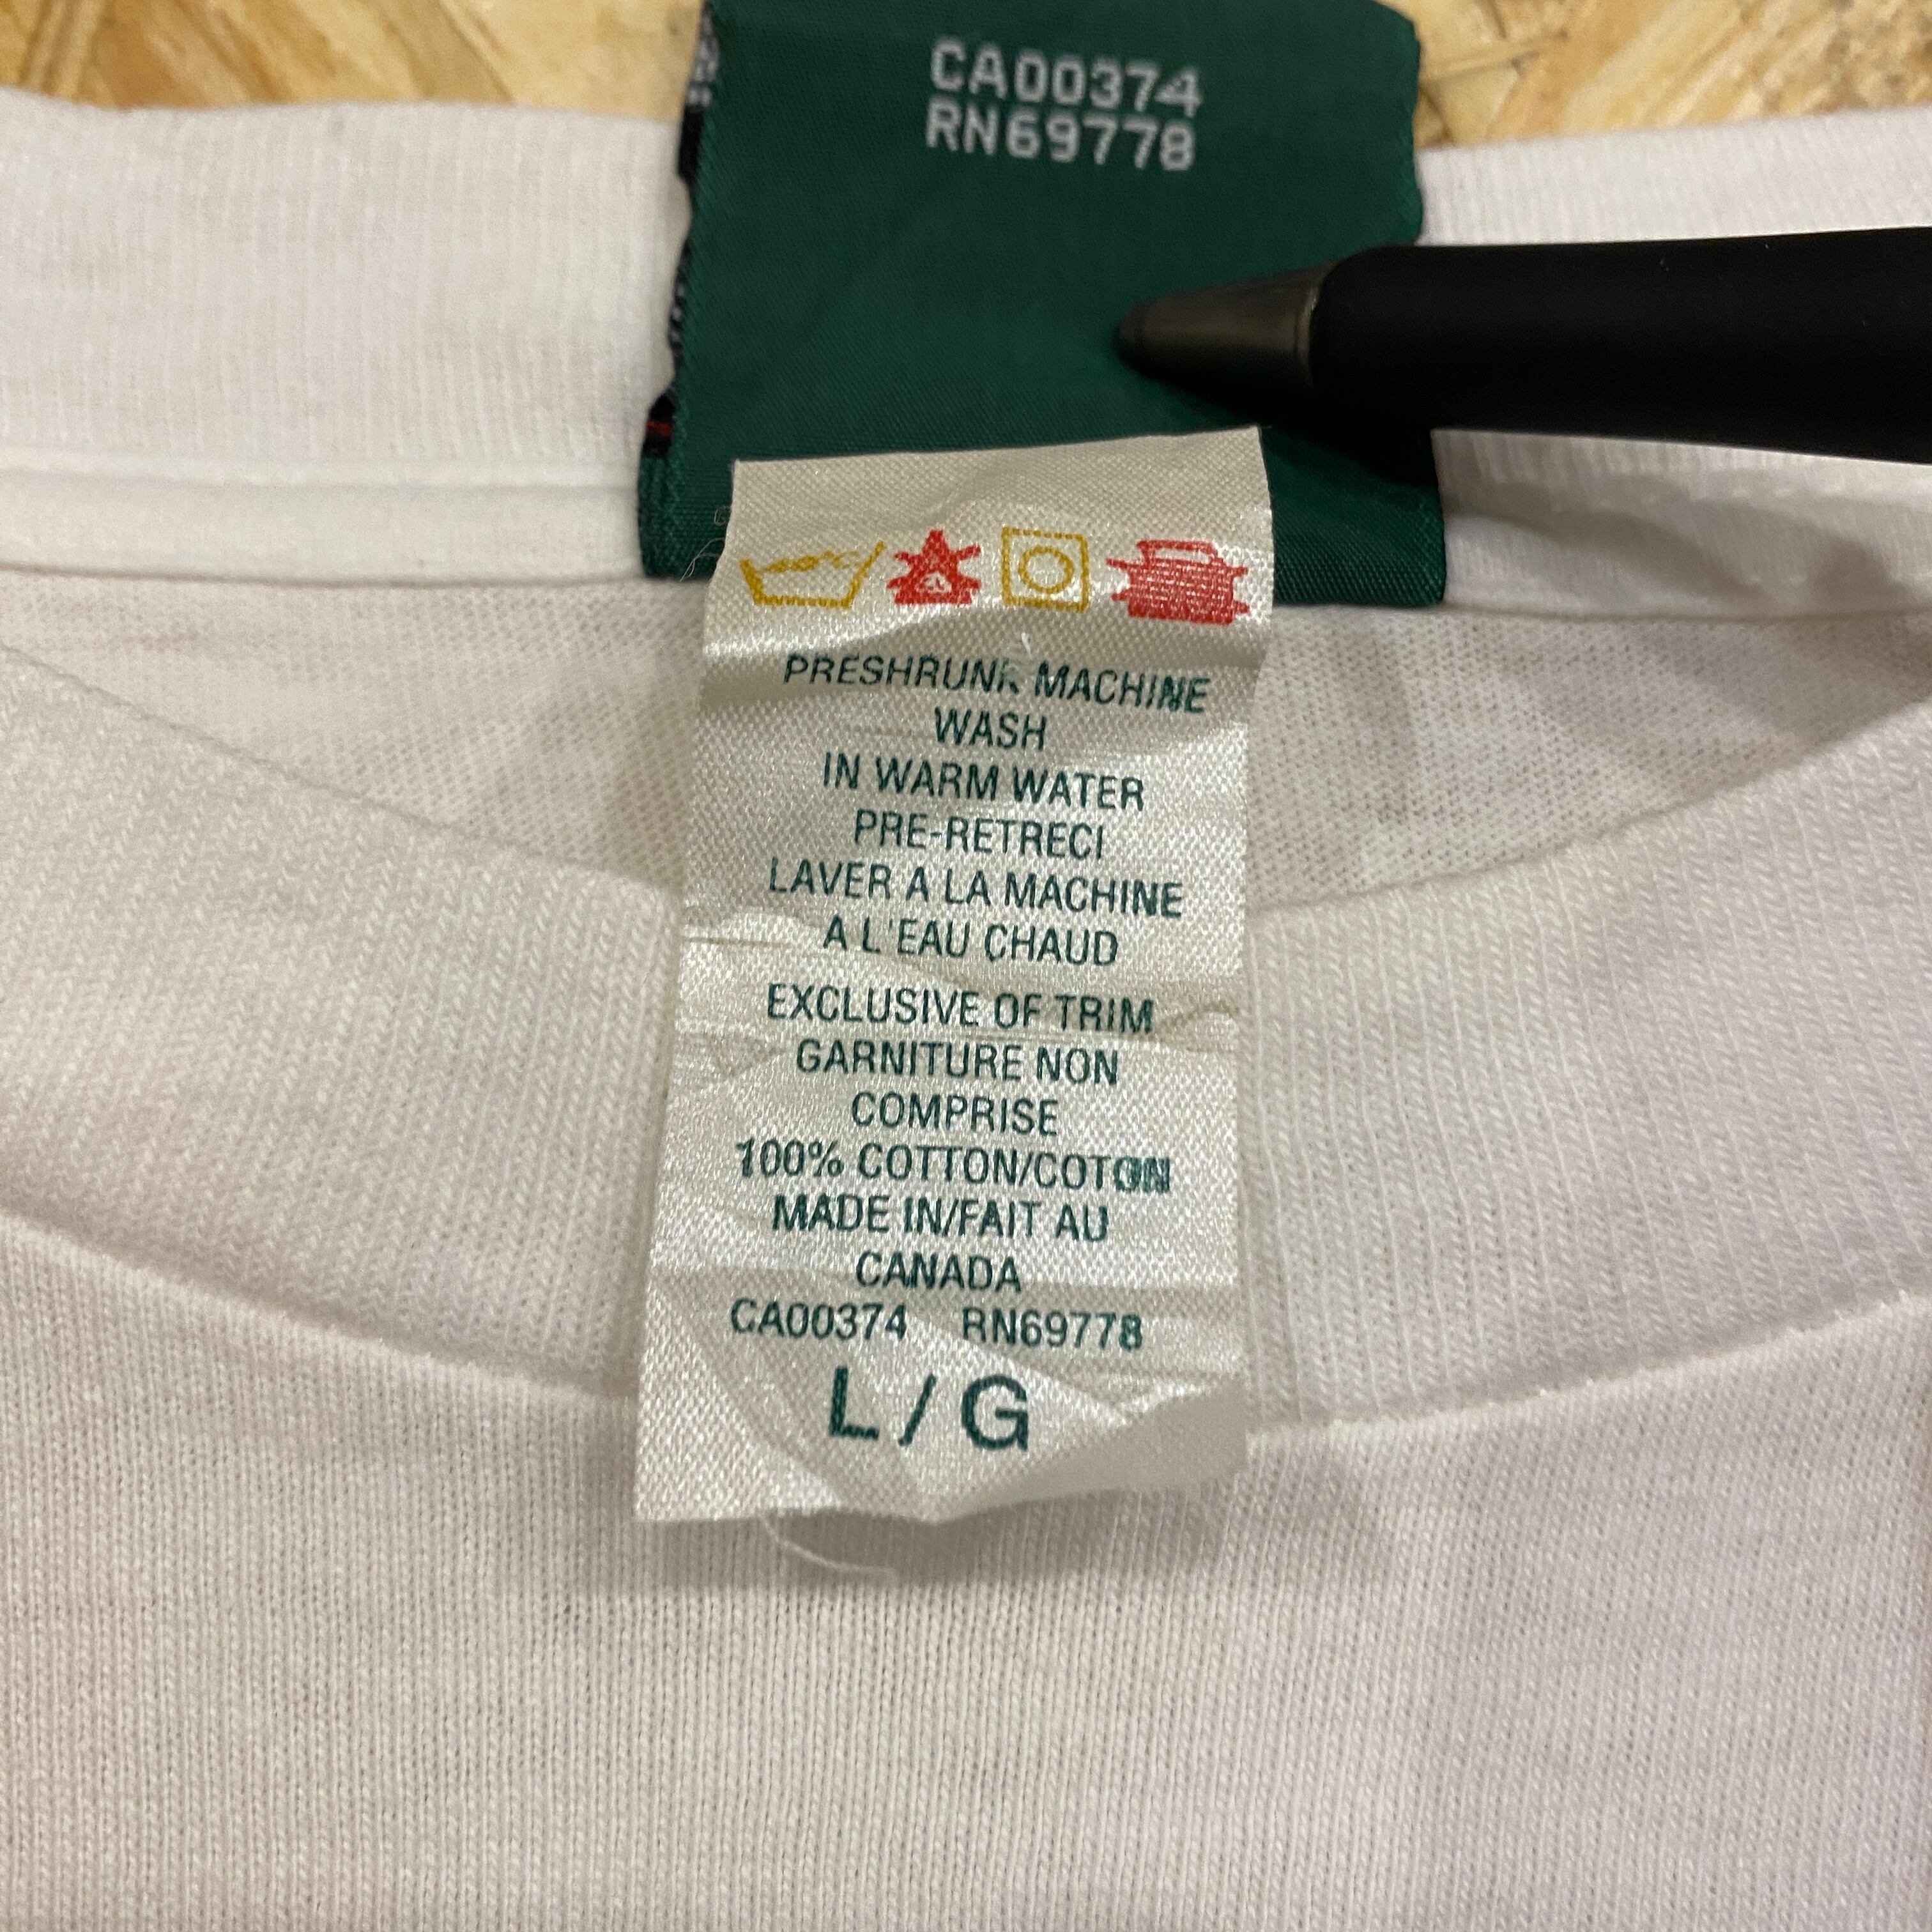 CA00374
RN69778
PRESHRUNK MACHINE
WASH
IN WARM WATER
PRE-RETRECI
LAVER A LA MACHINE
A L'EAU CHAUD
EXCLUSIVE OF TRIM
GARNITURE NON
COMPRISE
100% COTTON/COTON
MADE IN/FAIT AU
CANADA
CA00374 RN69778
L/G